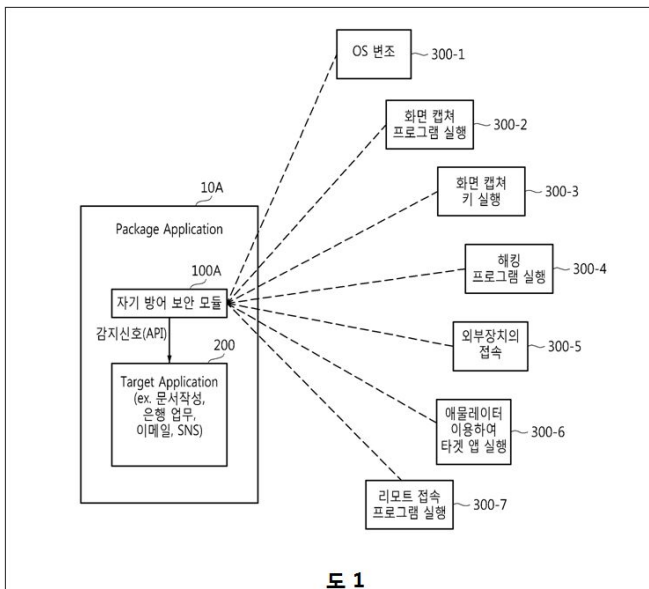 OS 변조
300-1
화면 캡쳐
프로그램 실행
300-2
화면 캡쳐
키 실행
300-3
해킹
프로그램 실행
300-4
외부장치의
접속
300-5
애물레이터
이용하여
타겟 앱 실행
300-6
리모트 접속
프로그램 실행
300-7
10A
Package Application
100A
자기 방어 보안 모듈
감지신호(API)
200
Target Application
(ex. 문서작성,
은행 업무,
이메일, SNS)
도 1